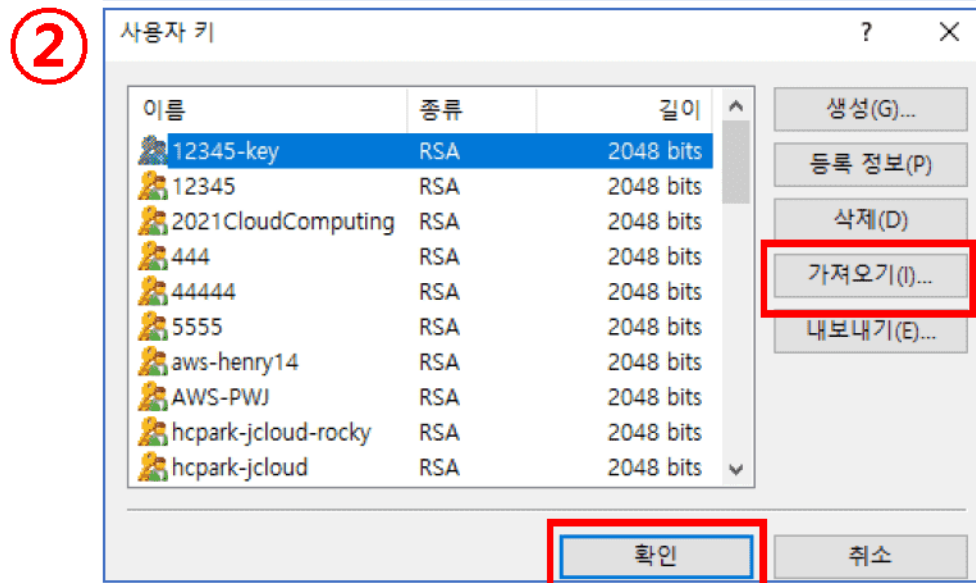 ②
사용자 키 ?
이름 종류 길이
12345-key RSA 2048 bits
12345 RSA 2048 bits
2021CloudComputing RSA 2048 bits
444 RSA 2048 bits
44444 RSA 2048 bits
5555 RSA 2048 bits
aws-henry14 RSA 2048 bits
AWS-PWJ RSA 2048 bits
hcpark-jcloud-rocky RSA 2048 bits
hcpark-jcloud RSA 2048 bits
생성(G)...
등록 정보(P)
삭제(D)
가져오기(I)...
내보내기(E)...
확인
취소